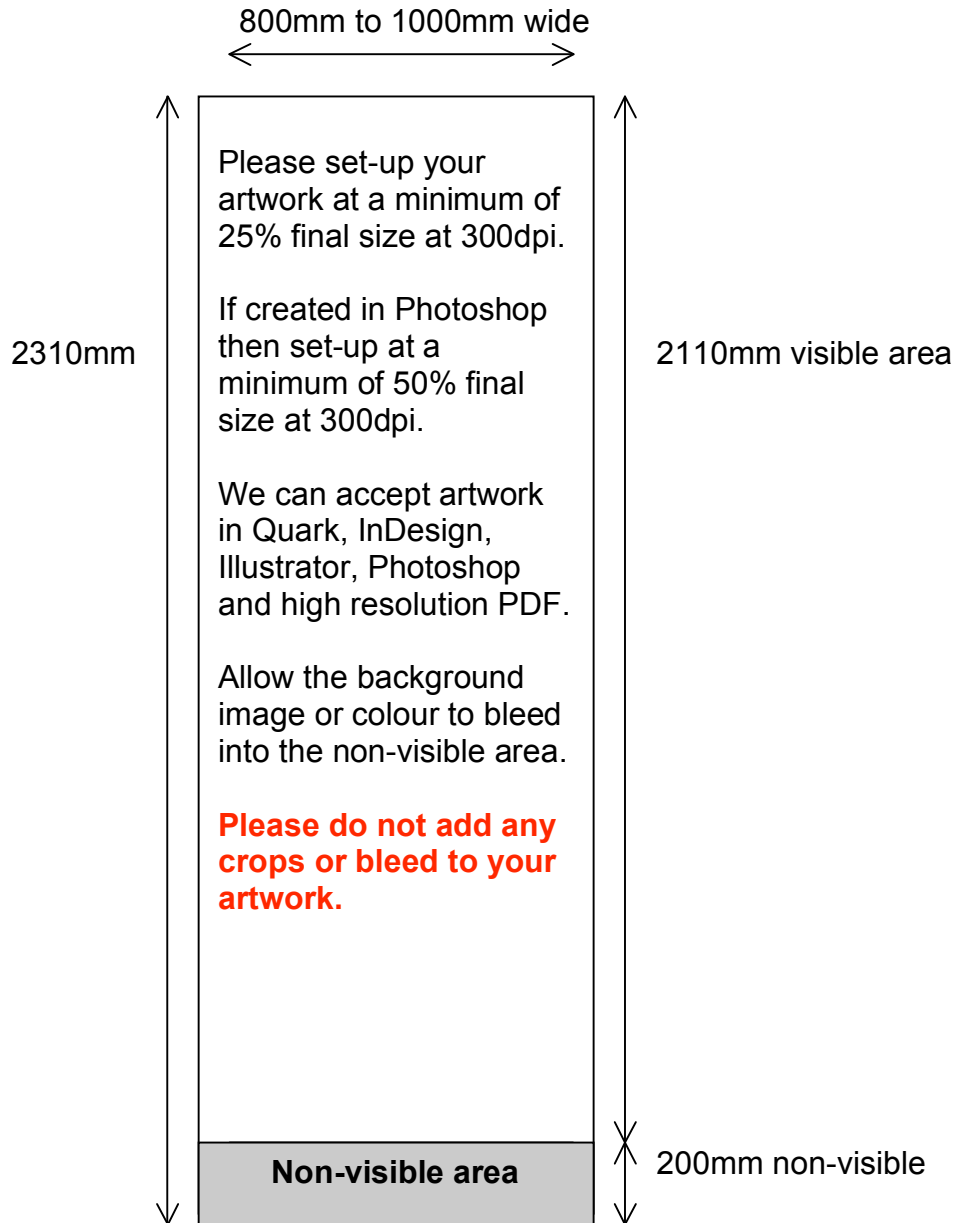 800mm to 1000mm wide
Please set-up your
artwork at a minimum of
25% final size at 300dpi.
If created in Photoshop
then set-up at a
minimum of 50% final
size at 300dpi.
2310mm
2110mm visible area
We can accept artwork
in Quark, InDesign,
Illustrator, Photoshop
and high resolution PDF.
Allow the background
image or colour to bleed
into the non-visible area.
Please do not add any
crops or bleed to your
artwork.
Non-visible area
200mm non-visible